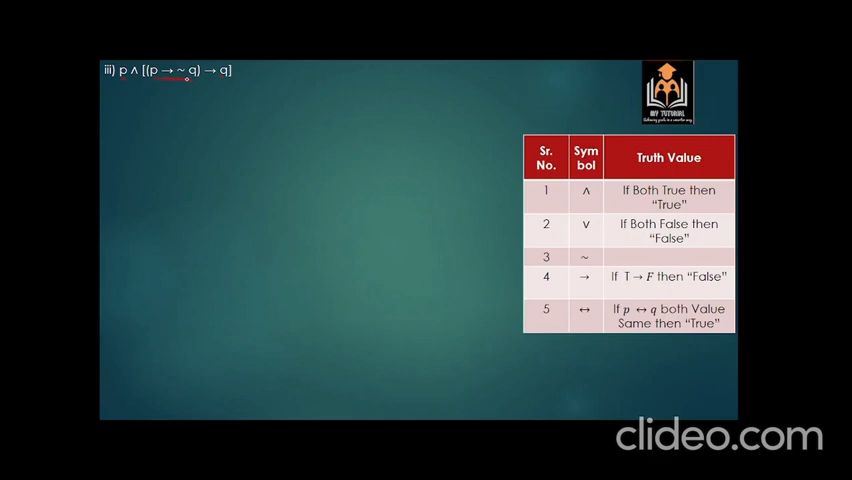 iii) p ∧ [(p → ~ q) → q]
MY TUTORIAL
Sr. No.
Sym bol
Truth Value
1
∧
If Both True then
"True"
2
∨
If Both False then
"False"
3
~
4
→
If T → F then "False"
5
↔
If p ↔ q both Value
Same then "True"
clideo.com